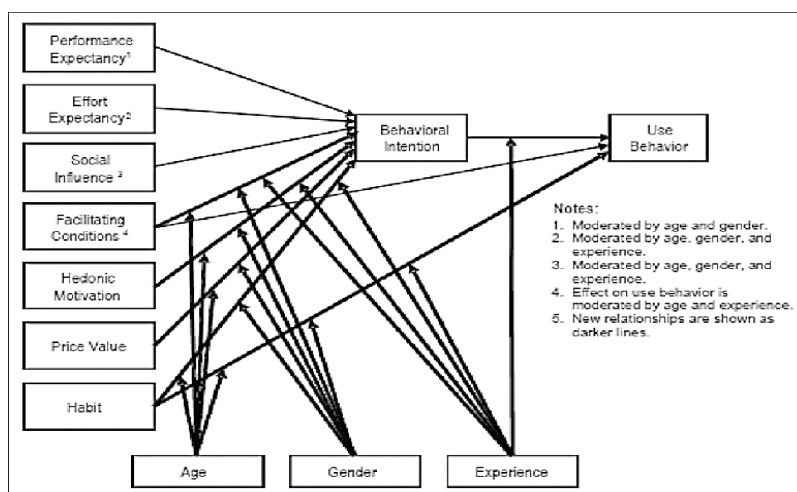 Performance
Expectancy1
Effort
Expectancy2
Social
Influence 3
Facilitating
Conditions 4
Hedonic
Motivation
Price Value
Habit
Behavioral
Intention
Use
Behavior
Notes:
1. Moderated by age and gender.
2. Moderated by age, gender, and
experience.
3. Moderated by age, gender, and
experience.
4. Effect on use behavior is
moderated by age and experience.
5. New relationships are shown as
darker lines.
Age
Gender
Experience